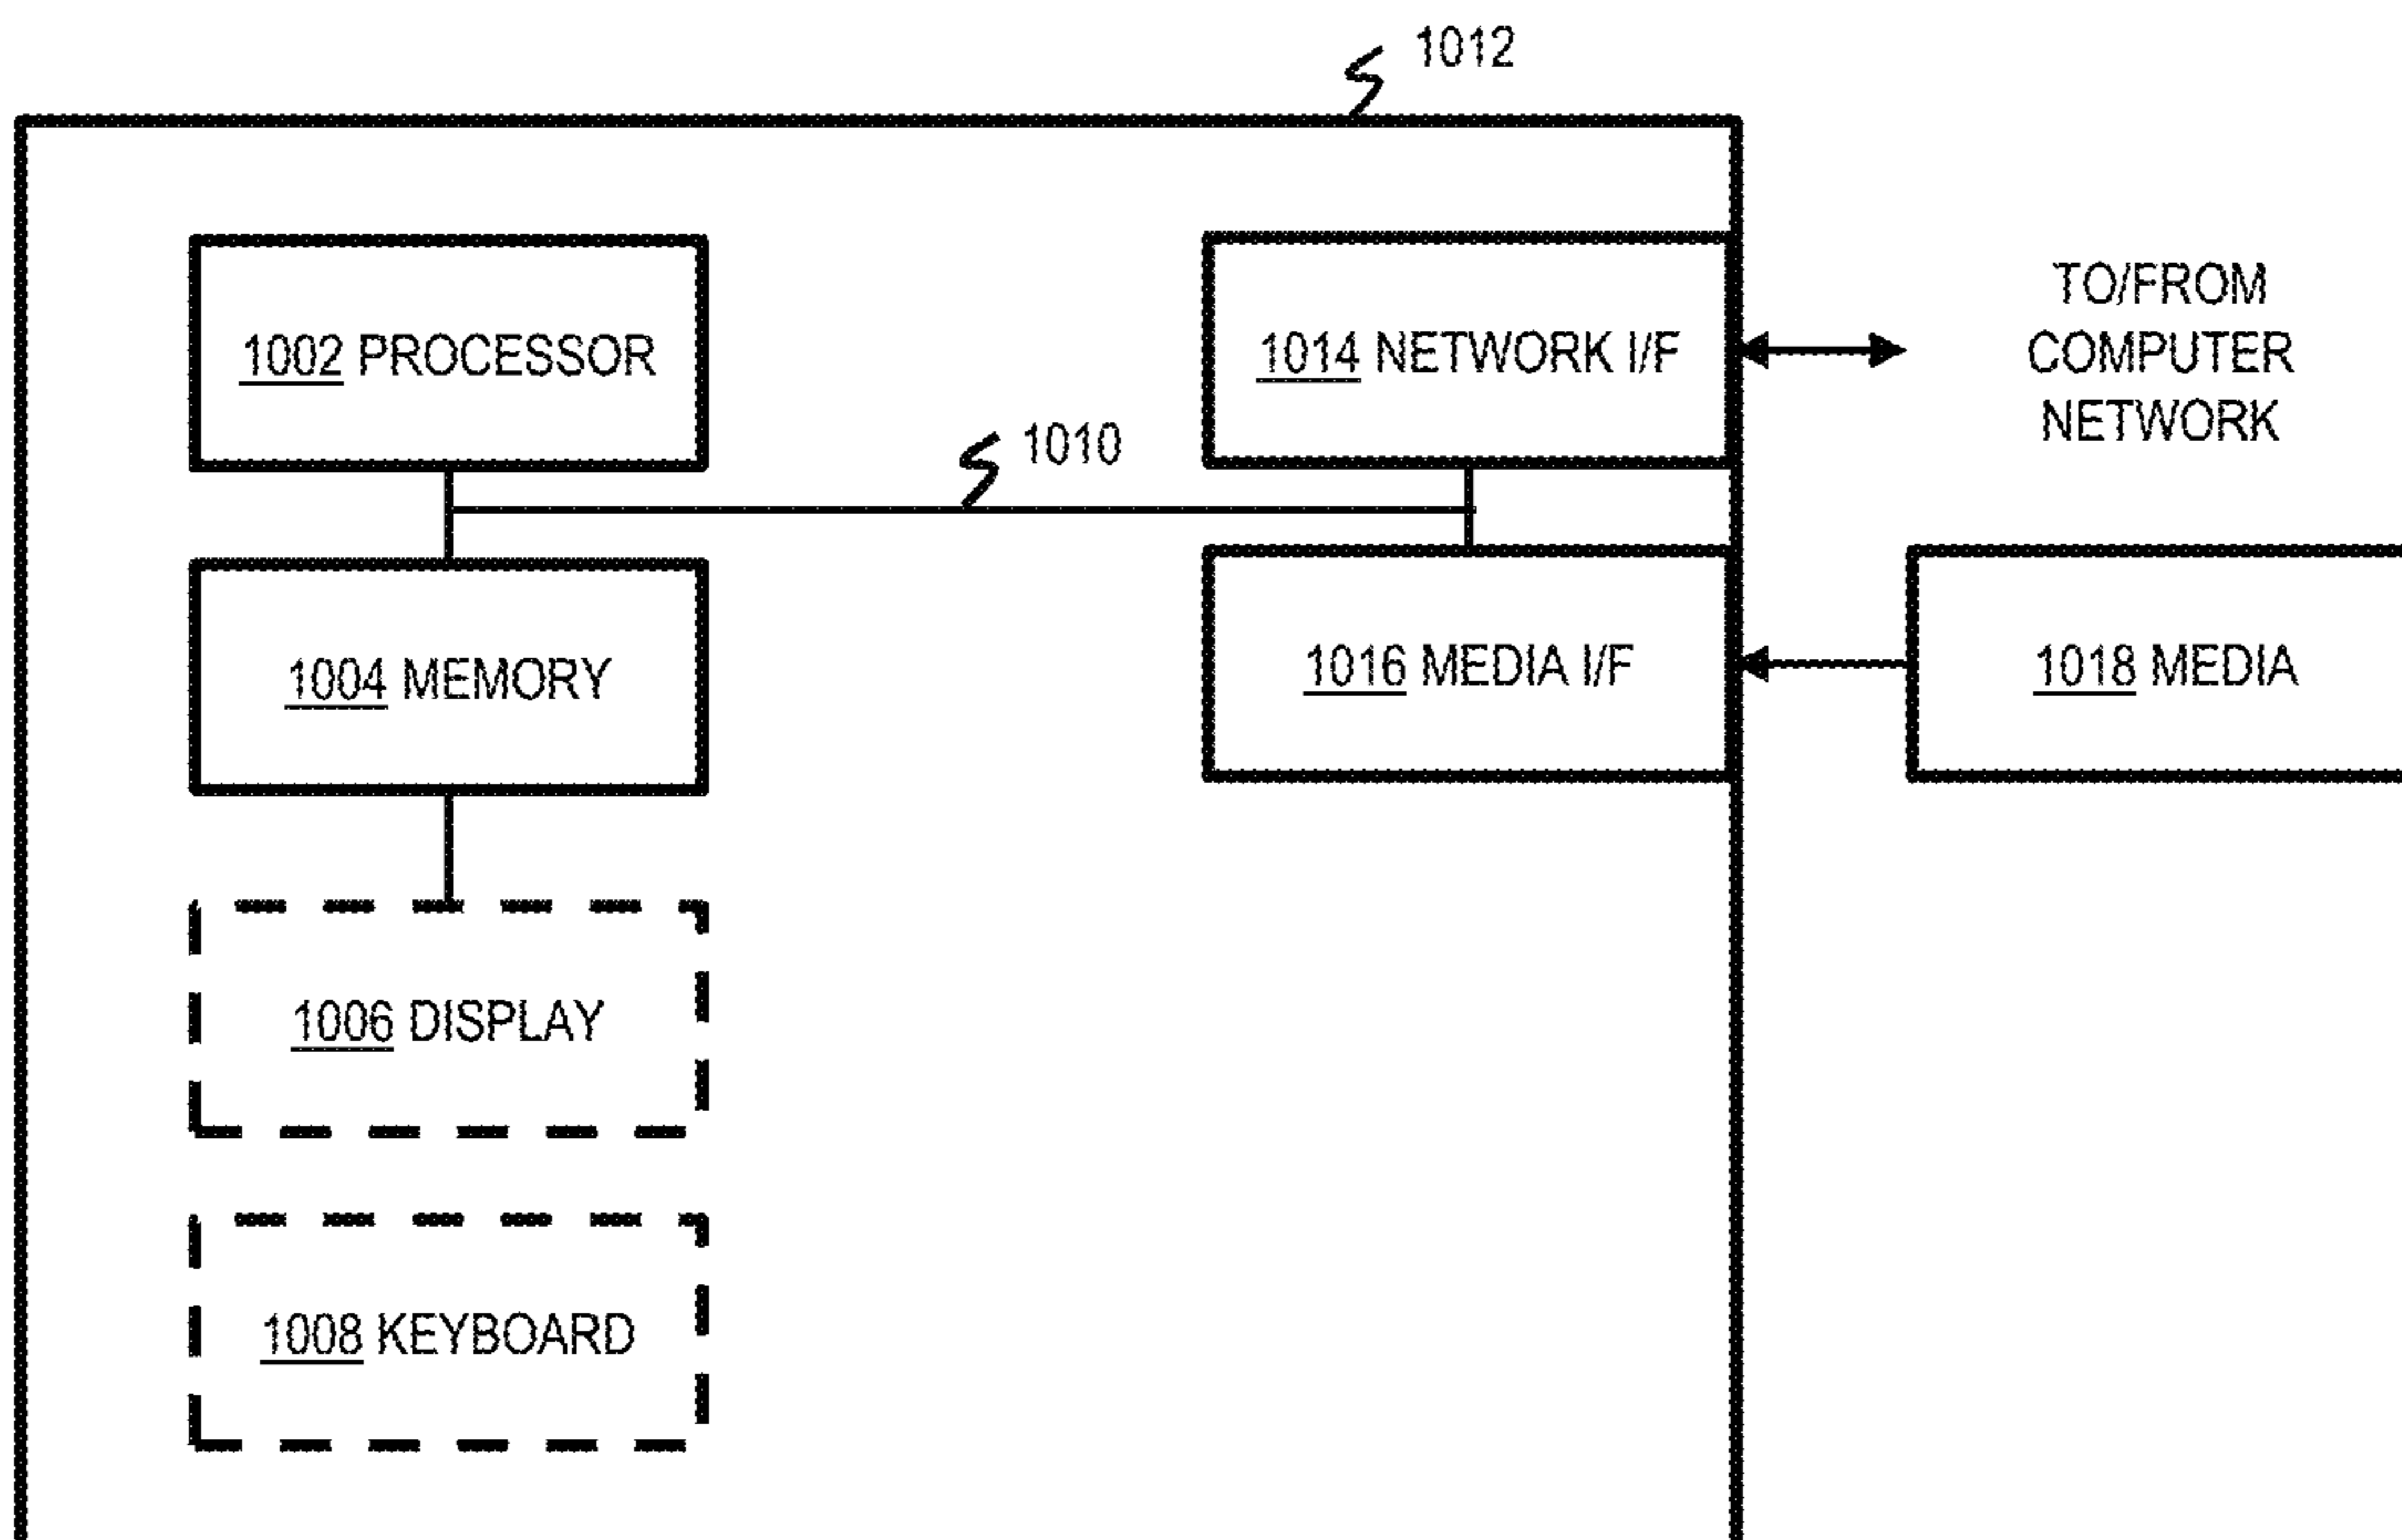 1012
1002 PROCESSOR
1014 NETWORK I/F
TO/FROM
COMPUTER
NETWORK
1010
1004 MEMORY
1016 MEDIA I/F
1018 MEDIA
1006 DISPLAY
1008 KEYBOARD